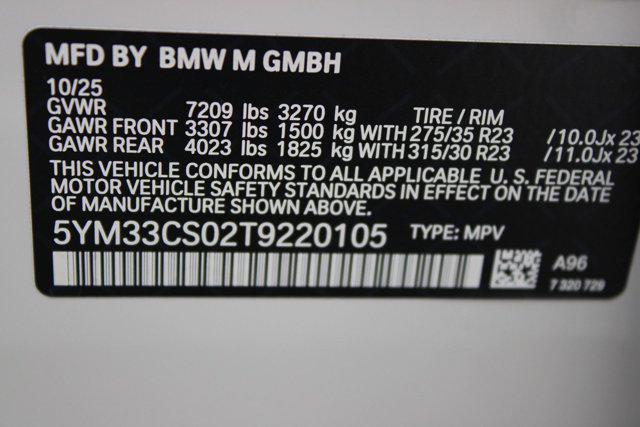 MFD BY BMW M GMBH
10/25
GVWR 7209 lbs 3270 kg TIRE / RIM
GAWR FRONT 3307 lbs 1500 kg WITH 275/35 R23 /10.0Jx 23
GAWR REAR 4023 lbs 1825 kg WITH 315/30 R23 /11.0Jx 23
THIS VEHICLE CONFORMS TO ALL APPLICABLE U. S. FEDERAL
MOTOR VEHICLE SAFETY STANDARDS IN EFFECT ON THE DATE
OF MANUFACTURE SHOWN ABOVE.
5YM33CS02T9220105 TYPE: MPV
A96
7 320 729